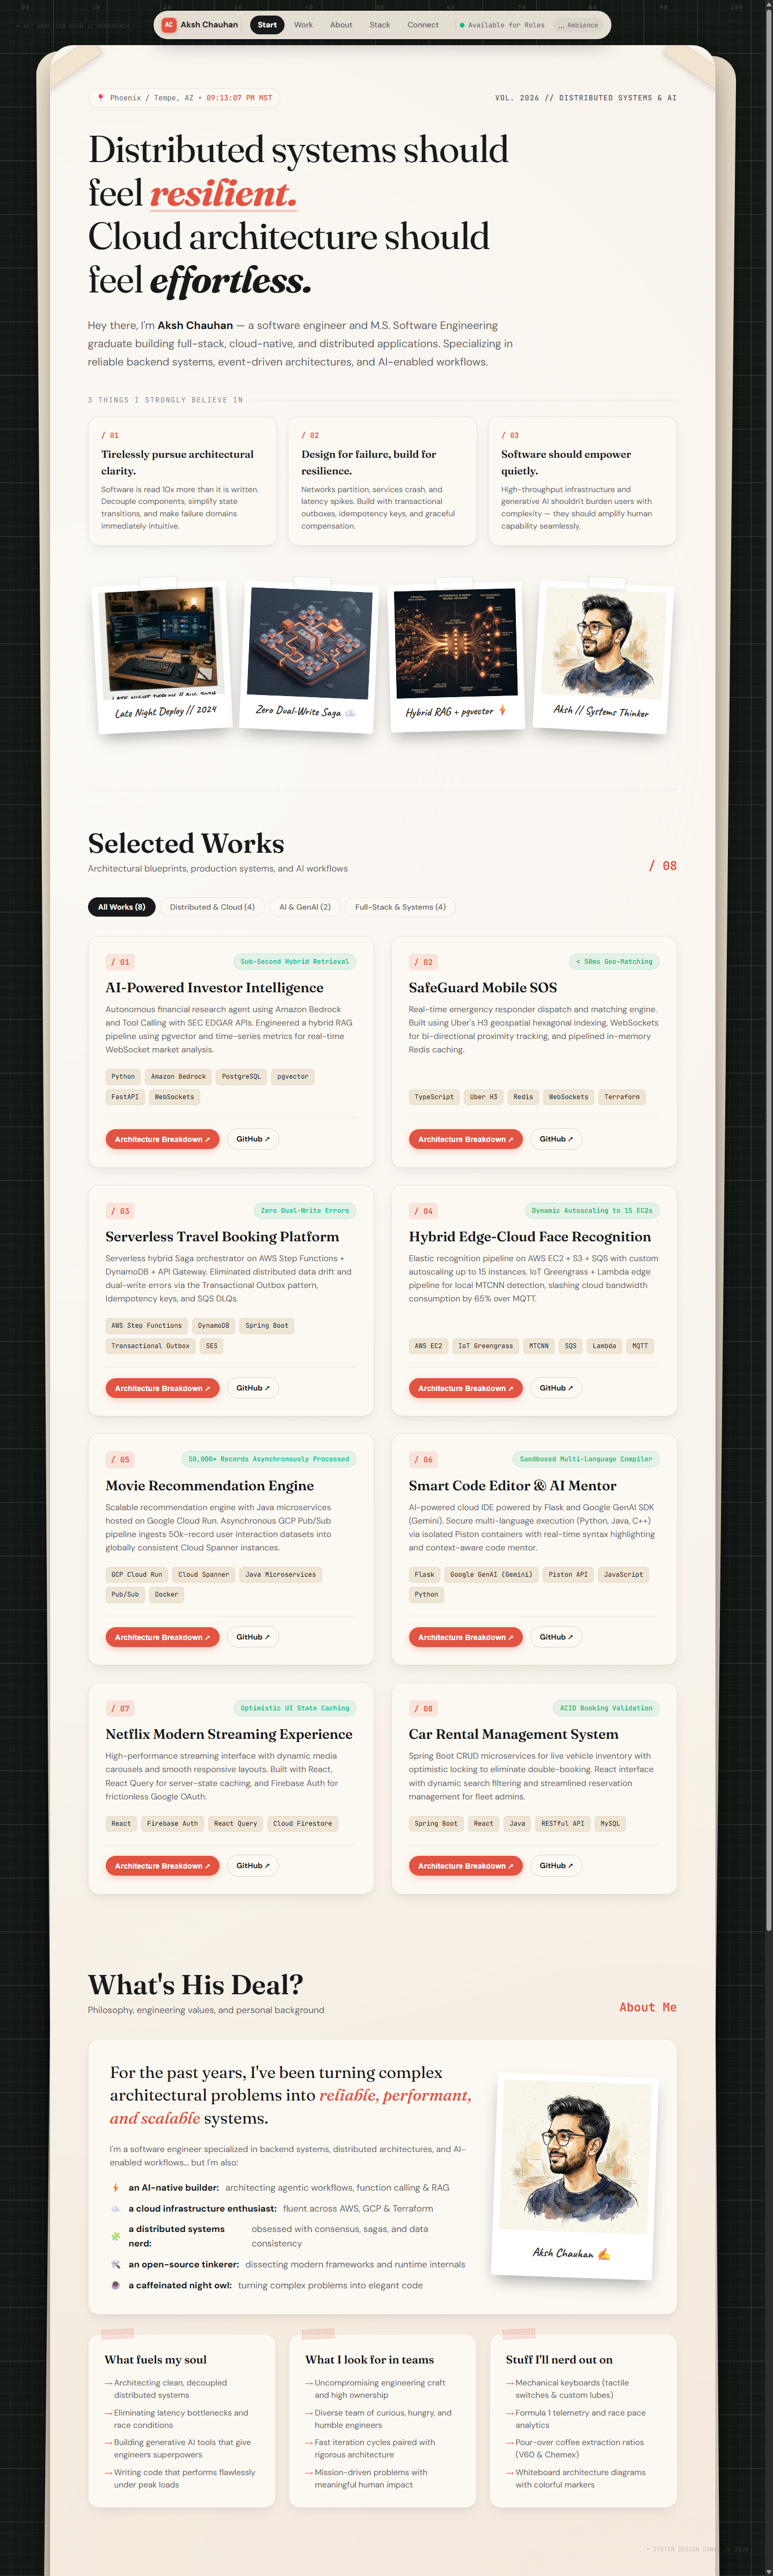 AC Aksh Chauhan Start Work About Stack Connect Available for Roles Ambience
Phoenix / Tempe, AZ • 09:13:07 PM MST
VOL. 2026 // DISTRIBUTED SYSTEMS & AI
Distributed systems should
feel resilient.
Cloud architecture should
feel effortless.
Hey there, I'm Aksh Chauhan — a software engineer and M.S. Software Engineering
graduate building full-stack, cloud-native, and distributed applications. Specializing in
reliable backend systems, event-driven architectures, and AI-enabled workflows.
3 THINGS I STRONGLY BELIEVE IN
/ 01
Tirelessly pursue architectural
clarity.
Software is read 10x more than it is written.
Decouple components, simplify state
transitions, and make failure domains
immediately intuitive.
/ 02
Design for failure, build for
resilience.
Networks partition, services crash, and
latency spikes. Build with transactional
outboxes, idempotency keys, and graceful
compensation.
/ 03
Software should empower
quietly.
High-throughput infrastructure and
generative AI shouldn't burden users with
complexity — they should amplify human
capability seamlessly.
Late Night Deploy // 2024
Zero Dual-Write Saga
Hybrid RAG + pgvector
Aksh // Systems Thinker
Selected Works
Architectural blueprints, production systems, and AI workflows
/ 08
All Works (8) Distributed & Cloud (4) AI & GenAI (2) Full-Stack & Systems (4)
/ 01 Sub-Second Hybrid Retrieval
AI-Powered Investor Intelligence
Autonomous financial research agent using Amazon Bedrock
and Tool Calling with SEC EDGAR APIs. Engineered a hybrid RAG
pipeline using pgvector and time-series metrics for real-time
WebSocket market analysis.
Python Amazon Bedrock PostgreSQL pgvector
FastAPI WebSockets
Architecture Breakdown ↗ GitHub ↗
/ 02 < 50ms Geo-Matching
SafeGuard Mobile SOS
Real-time emergency responder dispatch and matching engine.
Built using Uber's H3 geospatial hexagonal indexing, WebSockets
for bi-directional proximity tracking, and pipelined in-memory
Redis caching.
TypeScript Uber H3 Redis WebSockets Terraform
Architecture Breakdown ↗ GitHub ↗
/ 03 Zero Dual-Write Errors
Serverless Travel Booking Platform
Serverless hybrid Saga orchestrator on AWS Step Functions +
DynamoDB + API Gateway. Eliminated distributed data drift and
dual-write errors via the Transactional Outbox pattern,
Idempotency keys, and SQS DLQs.
AWS Step Functions DynamoDB Spring Boot
Transactional Outbox SES
Architecture Breakdown ↗ GitHub ↗
/ 04 Dynamic Autoscaling to 15 EC2s
Hybrid Edge-Cloud Face Recognition
Elastic recognition pipeline on AWS EC2 + S3 + SQS with custom
autoscaling up to 15 instances. IoT Greengrass + Lambda edge
pipeline for local MTCNN detection, slashing cloud bandwidth
consumption by 65% over MQTT.
AWS EC2 IoT Greengrass MTCNN SQS Lambda MQTT
Architecture Breakdown ↗ GitHub ↗
/ 05 50,000+ Records Asynchronously Processed
Movie Recommendation Engine
Scalable recommendation engine with Java microservices
hosted on Google Cloud Run. Asynchronous GCP Pub/Sub
pipeline ingests 50k-record user interaction datasets into
globally consistent Cloud Spanner instances.
GCP Cloud Run Cloud Spanner Java Microservices
Pub/Sub Docker
Architecture Breakdown ↗ GitHub ↗
/ 06 Sandboxed Multi-Language Compiler
Smart Code Editor & AI Mentor
AI-powered cloud IDE powered by Flask and Google GenAI SDK
(Gemini). Secure multi-language execution (Python, Java, C++)
via isolated Piston containers with real-time syntax highlighting
and context-aware code mentor.
Flask Google GenAI (Gemini) Piston API JavaScript
Python
Architecture Breakdown ↗ GitHub ↗
/ 07 Optimistic UI State Caching
Netflix Modern Streaming Experience
High-performance streaming interface with dynamic media
carousels and smooth responsive layouts. Built with React,
React Query for server-state caching, and Firebase Auth for
frictionless Google OAuth.
React Firebase Auth React Query Cloud Firestore
Architecture Breakdown ↗ GitHub ↗
/ 08 ACID Booking Validation
Car Rental Management System
Spring Boot CRUD microservices for live vehicle inventory with
optimistic locking to eliminate double-booking. React interface
with dynamic search filtering and streamlined reservation
management for fleet admins.
Spring Boot React Java RESTful API MySQL
Architecture Breakdown ↗ GitHub ↗
What's His Deal?
Philosophy, engineering values, and personal background
About Me
For the past years, I've been turning complex
architectural problems into reliable, performant,
and scalable systems.
I'm a software engineer specialized in backend systems, distributed architectures, and AI-
enabled workflows... but I'm also:
an AI-native builder: architecting agentic workflows, function calling & RAG
a cloud infrastructure enthusiast: fluent across AWS, GCP & Terraform
a distributed systems nerd: obsessed with consensus, sagas, and data consistency
an open-source tinkerer: dissecting modern frameworks and runtime internals
a caffeinated night owl: turning complex problems into elegant code
Aksh Chauhan ✍️
What fuels my soul
→ Architecting clean, decoupled
distributed systems
→ Eliminating latency bottlenecks and
race conditions
→ Building generative AI tools that give
engineers superpowers
→ Writing code that performs flawlessly
under peak loads
What I look for in teams
→ Uncompromising engineering craft
and high ownership
→ Diverse team of curious, hungry, and
humble engineers
→ Fast iteration cycles paired with
rigorous architecture
→ Mission-driven problems with
meaningful human impact
Stuff I'll nerd out on
→ Mechanical keyboards (tactile
switches & custom lubes)
→ Formula 1 telemetry and race pace
analytics
→ Pour-over coffee extraction ratios
(V60 & Chemex)
→ Whiteboard architecture diagrams
with colorful markers